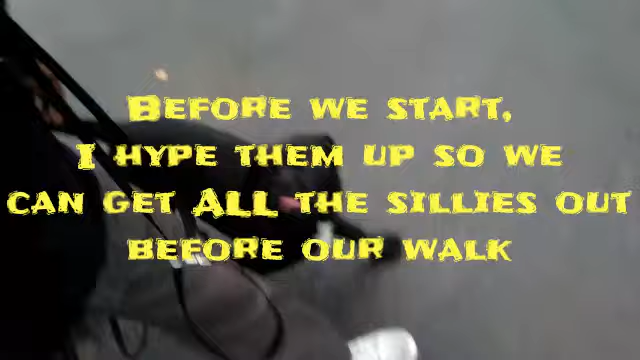 Before we start,
I hype them up so we
can get ALL the sillies out
before our walk